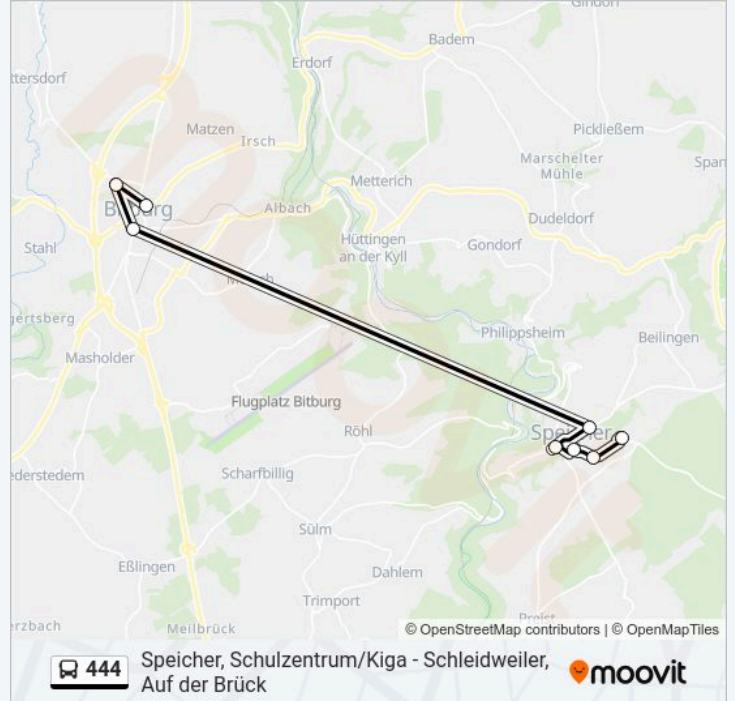 Gindorf
Badem
Erdorf
ttersdorf
Matzen
Irsch
Pickließem
Marschelter
Mühle
Span
Metterich
Albach
Bitburg
Dudeldorf
Hüttingen
an der Kyll
Gondorf
Stahl
gertsberg
Philippsheim
Beilingen
Masholder
Flugplatz Bitburg
Röhl
Speicher
ederstedem
Scharfbillig
Sülm
Eßlingen
Dahlem
Trimport
Preist
erzbach
Meilbrück
© OpenStreetMap contributors | © OpenMapTiles
444
Speicher, Schulzentrum/Kiga - Schleidweiler,
Auf der Brück
moovit